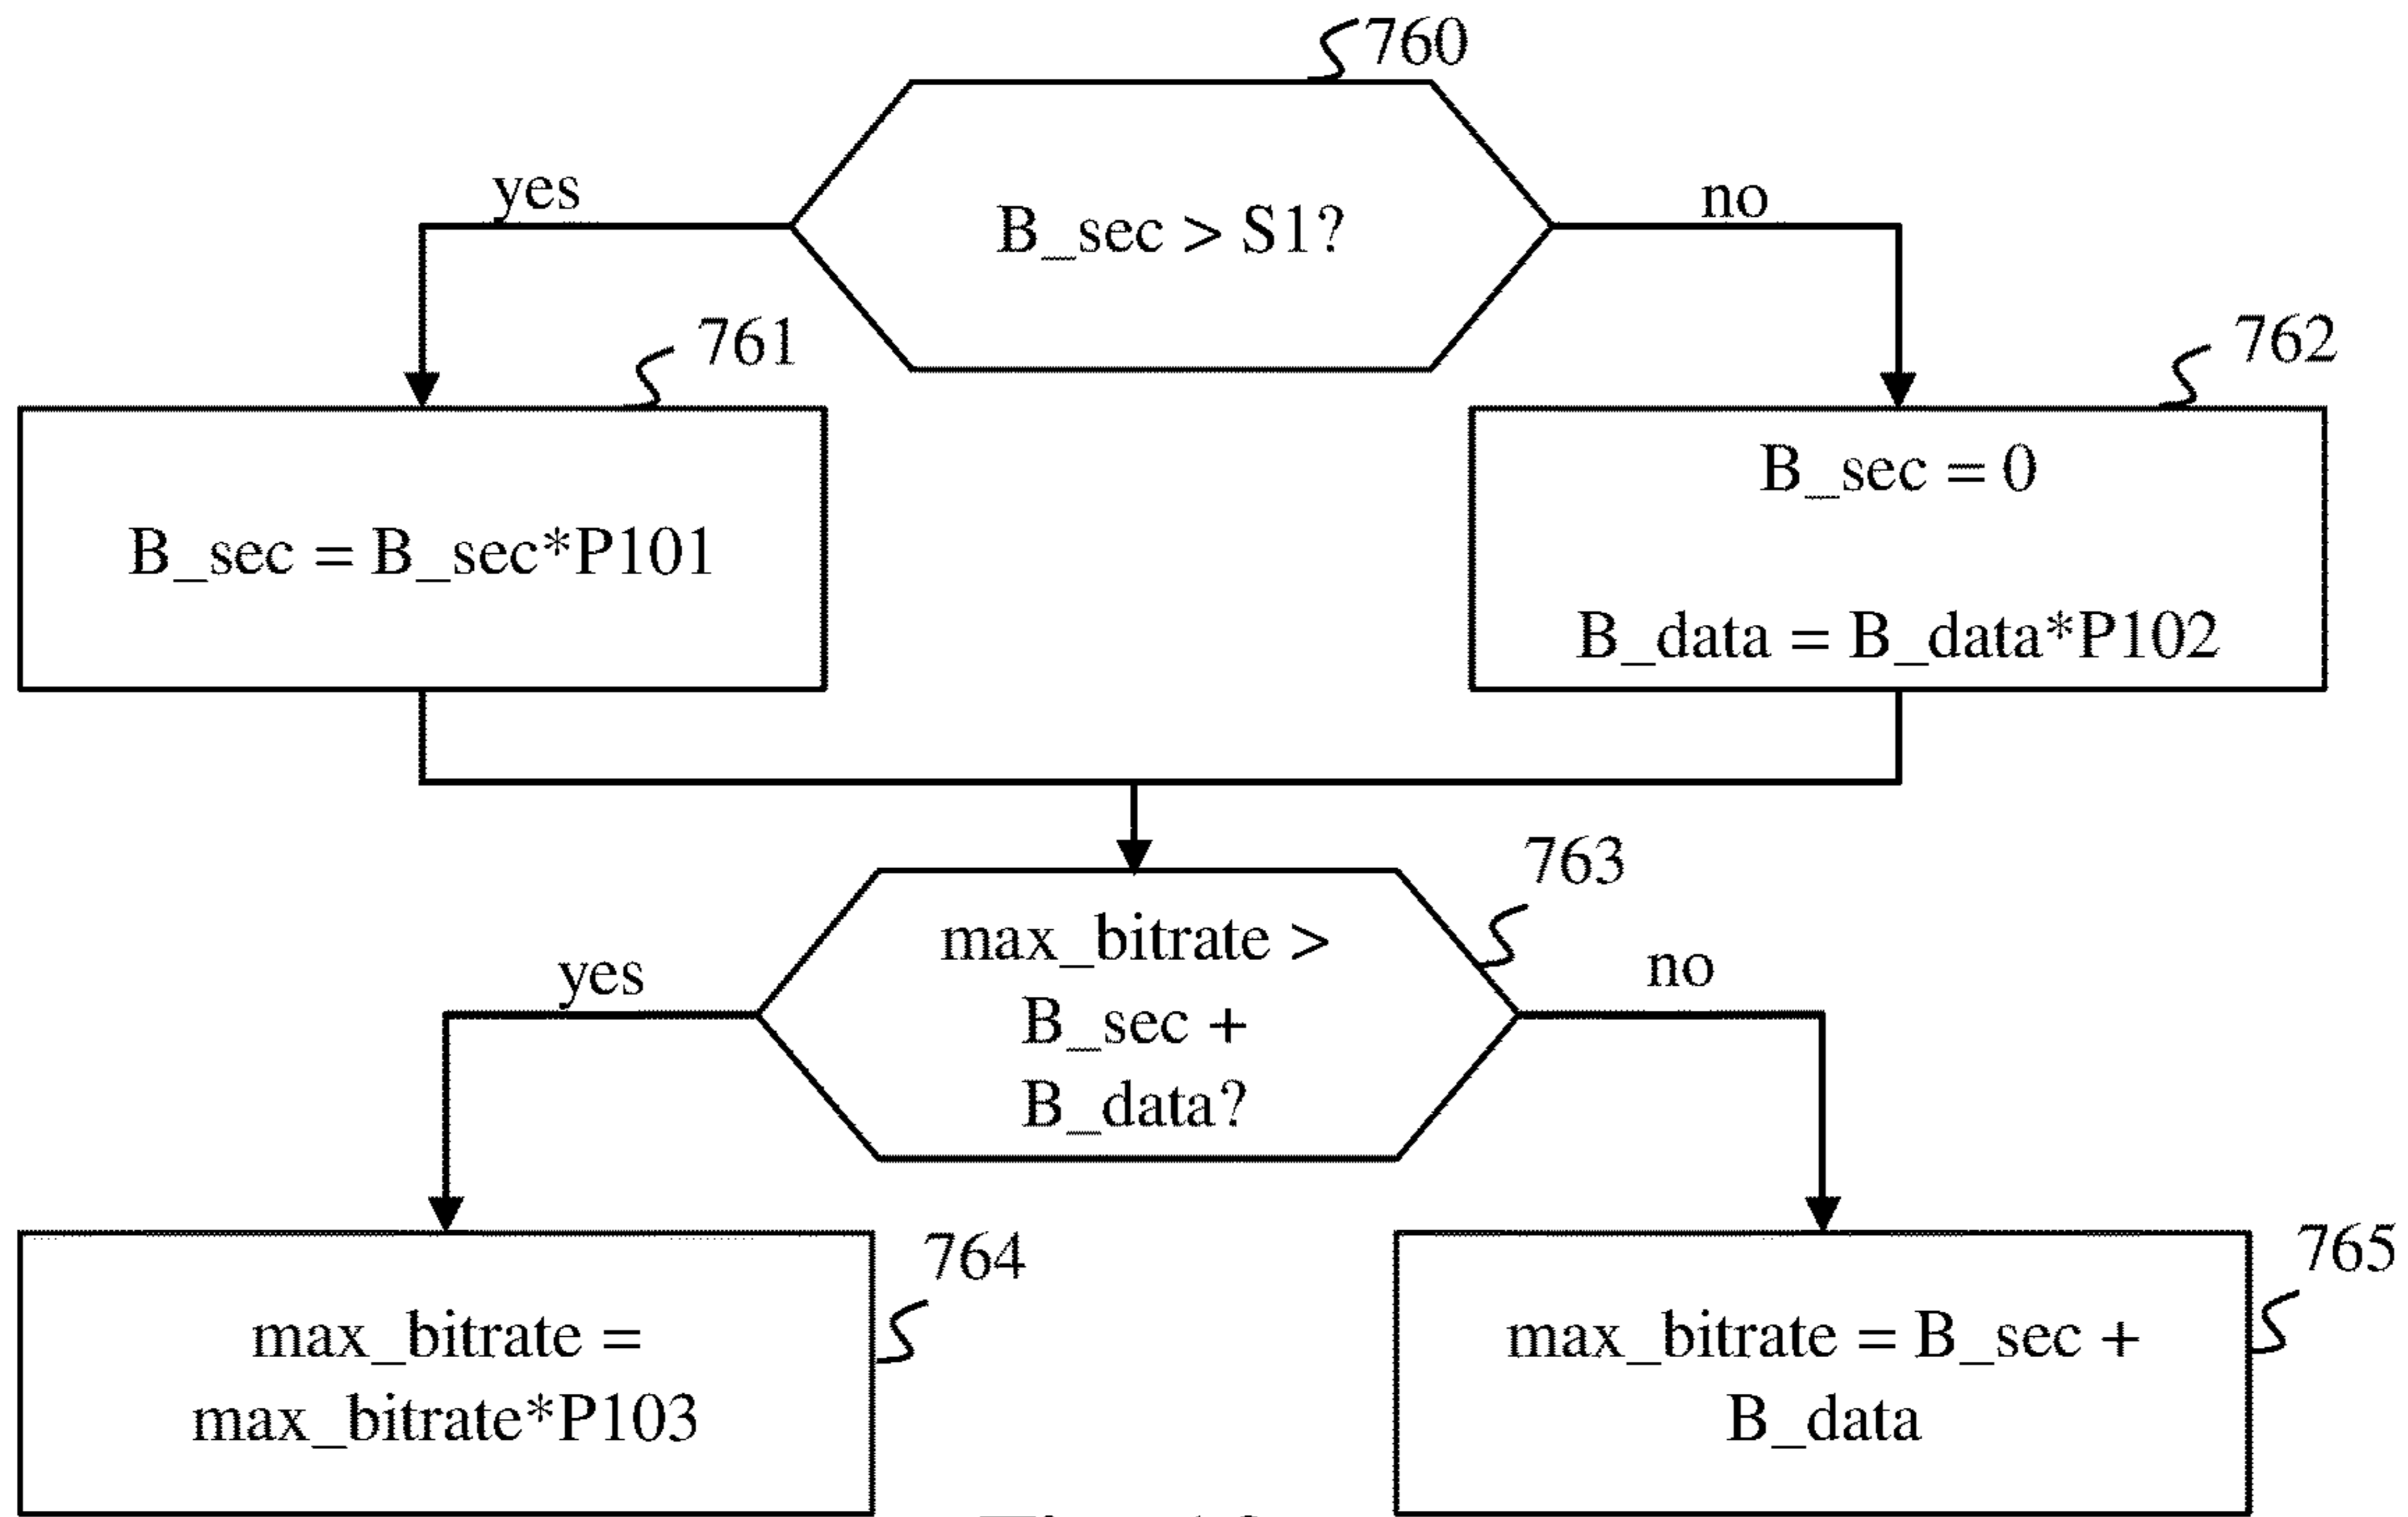 760
yes
B_sec > S1?
no
761
762
B_sec = B_sec*P101
B_sec = 0
B_data = B_data*P102
763
yes
max_bitrate >
B_sec +
B_data?
no
764
765
max_bitrate =
max_bitrate*P103
max_bitrate = B_sec +
B_data